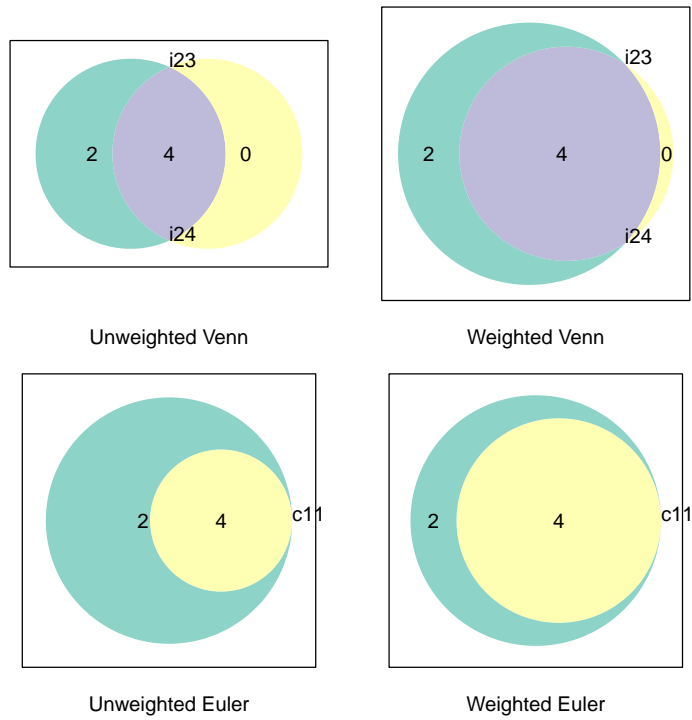 i23
2 4 0
i24
Unweighted Venn
i23
2 4 0
i24
Weighted Venn
2 4 c11
Unweighted Euler
2 4 c11
Weighted Euler